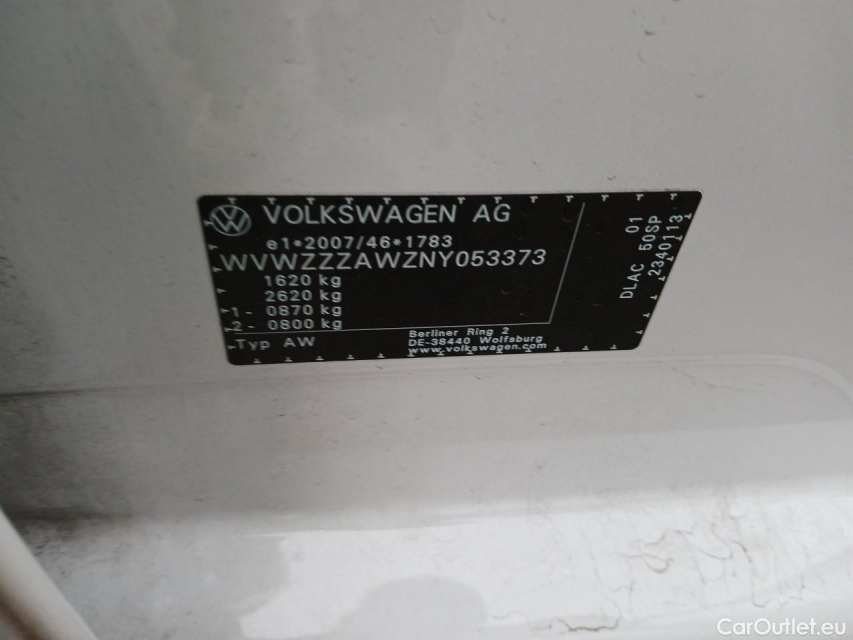 VOLKSWAGEN AG
e1*2007/46*1783
WVWZZZAWZNY053373
1620 kg
2620 kg
1- 0870 kg
2- 0800 kg
Typ AW
Berliner Ring 2
DE-38440 Wolfsburg
www.volkswagen.com
01
DLAC 50SP
2340113
CarOutlet.eu